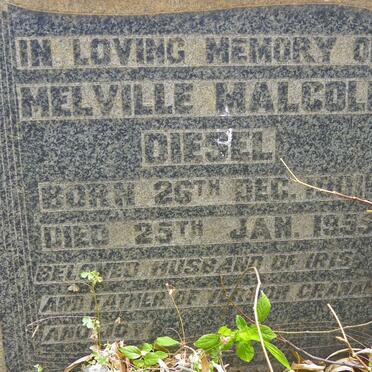 IN LOVING MEMORY O
MELVILLE MALCOL
DIESEL
BORN 26TH DEC.
DIED 25TH JAN. 195
BELOVED HUSBAND OF IRIS
AND FATHER OF
AND